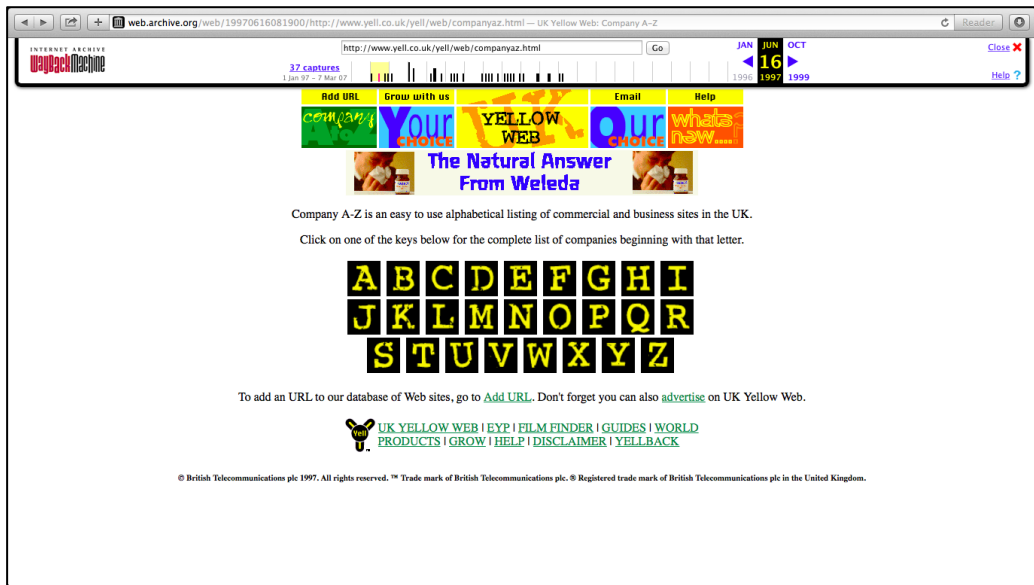 web.archive.org/web/19970616081900/http://www.yell.co.uk/yell/web/companyaz.html — UK Yellow Web: Company A-Z
Reader
INTERNET ARCHIVE
WayBackMachine
http://www.yell.co.uk/yell/web/companyaz.html
Go
JAN JUN OCT
Close
37 captures
16
1 Jan 97 - 7 Mar 07
1996 1997 1999
Help ?
Add URL Grow with us Email Help
company A to Z
Your CHOICE
UK
YELLOW WEB
Our CHOICE
whats new....?
The Natural Answer
From Weleda
Company A-Z is an easy to use alphabetical listing of commercial and business sites in the UK.
Click on one of the keys below for the complete list of companies beginning with that letter.
A B C D E F G H I
J K L M N O P Q R
S T U V W X Y Z
To add an URL to our database of Web sites, go to Add URL. Don't forget you can also advertise on UK Yellow Web.
Yell
™
UK YELLOW WEB | EYP | FILM FINDER | GUIDES | WORLD
PRODUCTS | GROW | HELP | DISCLAIMER | YELLBACK
© British Telecommunications plc 1997. All rights reserved. ™ Trade mark of British Telecommunications plc. ® Registered trade mark of British Telecommunications plc in the United Kingdom.